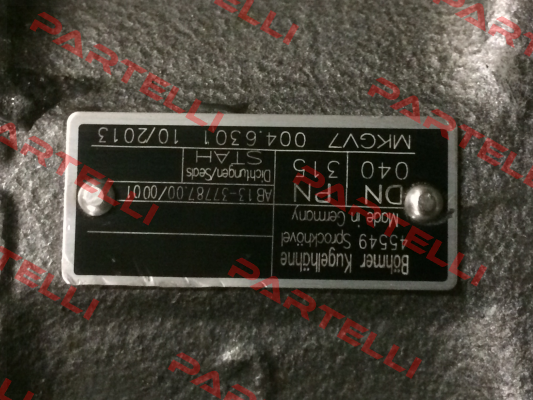 Böhmer Kugelhähne
45549 Sprockhövel
Made in Germany
AB13-37787.00/0001
DN PN Dichtungen/Seals
040 315 STAH
MKGV7 004.6301 10/2013
PARTELLI
PARTELLI
PARTELLI
PARTELLI
PARTELLI
PARTELLI